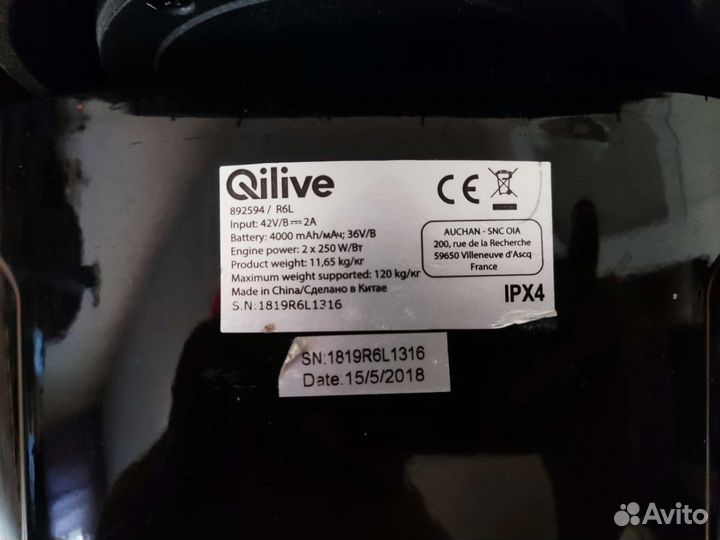 Qilive
892594 / R6L
Input: 42V/В ⎓ 2A
Battery: 4000 mAh/мАч; 36V/В
Engine power: 2 x 250 W/Вт
Product weight: 11,65 kg/кг
Maximum weight supported: 120 kg/кг
Made in China/Сделано в Китае
S.N:1819R6L1316
CE
AUCHAN - SNC OIA
200, rue de la Recherche
59650 Villeneuve d'Ascq
France
IPX4
SN:1819R6L1316
Date:15/5/2018
Avito